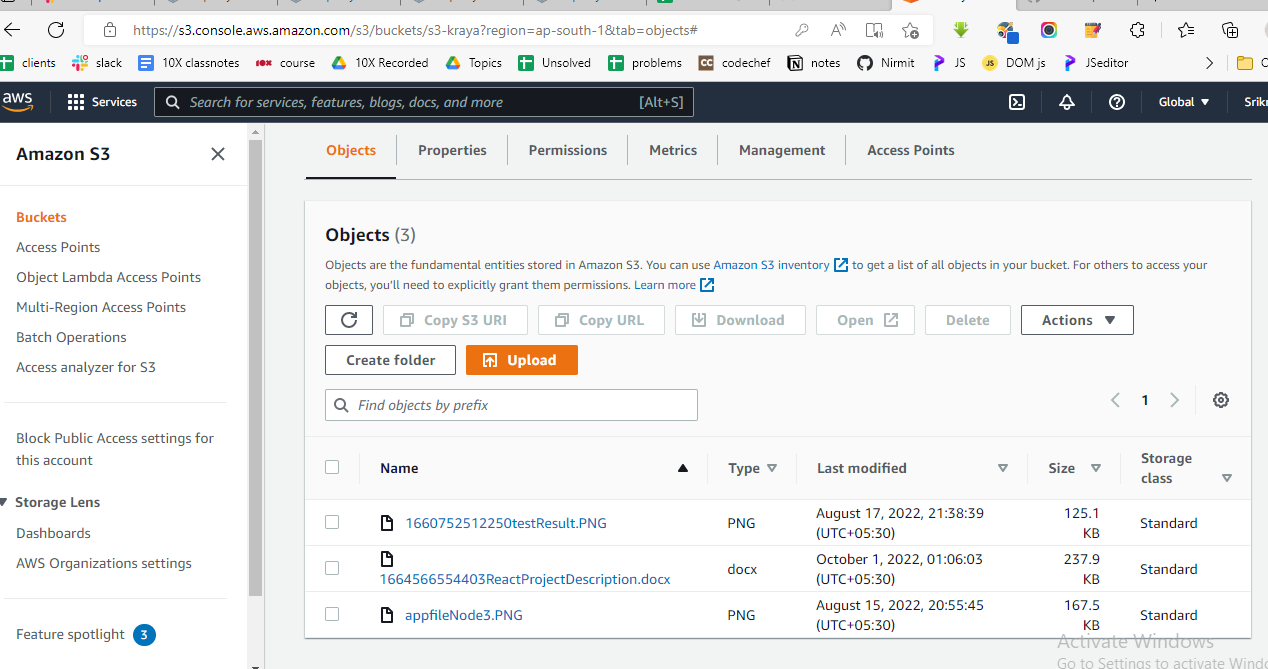 https://s3.console.aws.amazon.com/s3/buckets/s3-kraya?region=ap-south-1&tab=objects#
clients slack 10X classnotes course 10X Recorded Topics Unsolved problems codechef notes Nirmit JS DOM js JSeditor
aws Services Search for services, features, blogs, docs, and more [Alt+S] Global
Amazon S3
Buckets
Access Points
Object Lambda Access Points
Multi-Region Access Points
Batch Operations
Access analyzer for S3
Block Public Access settings for
this account
Storage Lens
Dashboards
AWS Organizations settings
Feature spotlight 3
Objects Properties Permissions Metrics Management Access Points
Objects (3)
Objects are the fundamental entities stored in Amazon S3. You can use Amazon S3 inventory to get a list of all objects in your bucket. For others to access your
objects, you'll need to explicitly grant them permissions. Learn more
Copy S3 URI Copy URL Download Open Delete Actions
Create folder Upload
Find objects by prefix
1
Name Type Last modified Size Storage
class
1660752512250testResult.PNG PNG August 17, 2022, 21:38:39
(UTC+05:30) 125.1
KB Standard
1664566554403ReactProjectDescription.docx docx October 1, 2022, 01:06:03
(UTC+05:30) 237.9
KB Standard
appfileNode3.PNG PNG August 15, 2022, 20:55:45
(UTC+05:30) 167.5
KB Standard
Activate Windows
Go to Settings to activate